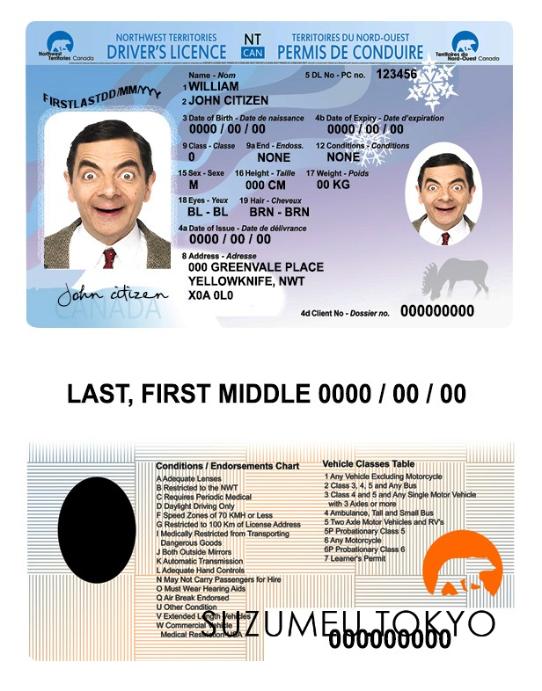 NORTHWEST TERRITORIES
DRIVER'S LICENCE
NT
CAN
TERRITOIRES DU NORD-OUEST
PERMIS DE CONDUIRE
Northwest
Territories Canada
Territoires du
Nord-Ouest Canada
FIRSTLASTDD/MM/YYY
Name - Nom
5 DL No - PC no. 123456
1 WILLIAM
2 JOHN CITIZEN
3 Date of Birth - Date de naissance
0000 / 00 / 00
4b Date of Expiry - Date d'expiration
0000 / 00 / 00
9 Class - Classe
0
9a End - Endoss.
NONE
12 Conditions - Conditions
NONE
15 Sex - Sexe
M
16 Height - Taille
000 CM
17 Weight - Poids
00 KG
18 Eyes - Yeux
BL - BL
19 Hair - Cheveux
BRN - BRN
4a Date of Issue - Date de délivrance
0000 / 00 / 00
8 Address - Adresse
000 GREENVALE PLACE
YELLOWKNIFE, NWT
X0A 0L0
John citizen
CANADA
4d Client No - Dossier no. 000000000
LAST, FIRST MIDDLE 0000 / 00 / 00
Conditions / Endorsements Chart
A Adequate Lenses
B Restricted to the NWT
C Requires Periodic Medical
D Daylight Driving Only
F Speed Zones of 70 KMH or Less
G Restricted to 100 Km of License Address
I Medically Restricted from Transporting
Dangerous Goods
J Both Outside Mirrors
K Automatic Transmission
L Adequate Hand Controls
N May Not Carry Passengers for Hire
O Must Wear Hearing Aids
Q Air Break Endorsed
U Other Condition
V Extended Length Vehicles
W Commercial Vehicle
Medical Restriction USA
Vehicle Classes Table
1 Any Vehicle Excluding Motorcycle
2 Class 3, 4, 5 and Any Bus
3 Class 4 and 5 and Any Single Motor Vehicle
with 3 Axles or more
4 Ambulance, Tall and Small Bus
5 Two Axle Motor Vehicles and RV's
5P Probationary Class 5
6 Any Motorcycle
6P Probationary Class 6
7 Learner's Permit
SUZUMEU.TOKYO
000000000